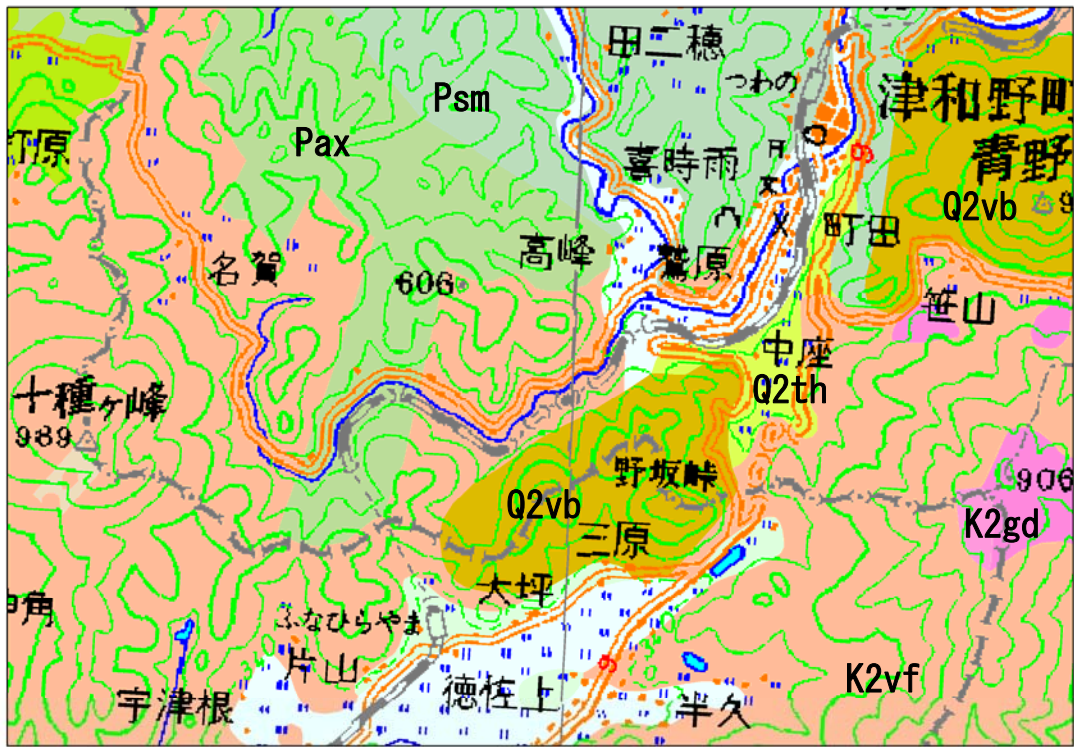 田二穂
つわの
Psm
津和野町
Pax
青野
喜時雨
Q2vb
町田
高峰
鷲原
名賀
606
笹山
中座
十種ヶ峰
Q2th
989
野坂峠
906
Q2vb
K2gd
三原
大坪
ふなひらやま
片山
9
K2vf
徳佐上
宇津根
半久